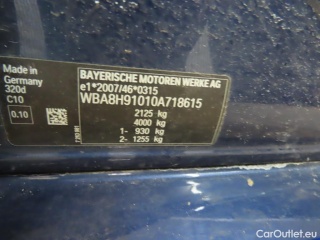 Made in
Germany
320d
C10
0.10
BAYERISCHE MOTOREN WERKE AG
e1*2007/46*0315
WBA8H91010A718615
2125 kg
4000 kg
1- 930 kg
2- 1255 kg
CarOutlet.eu